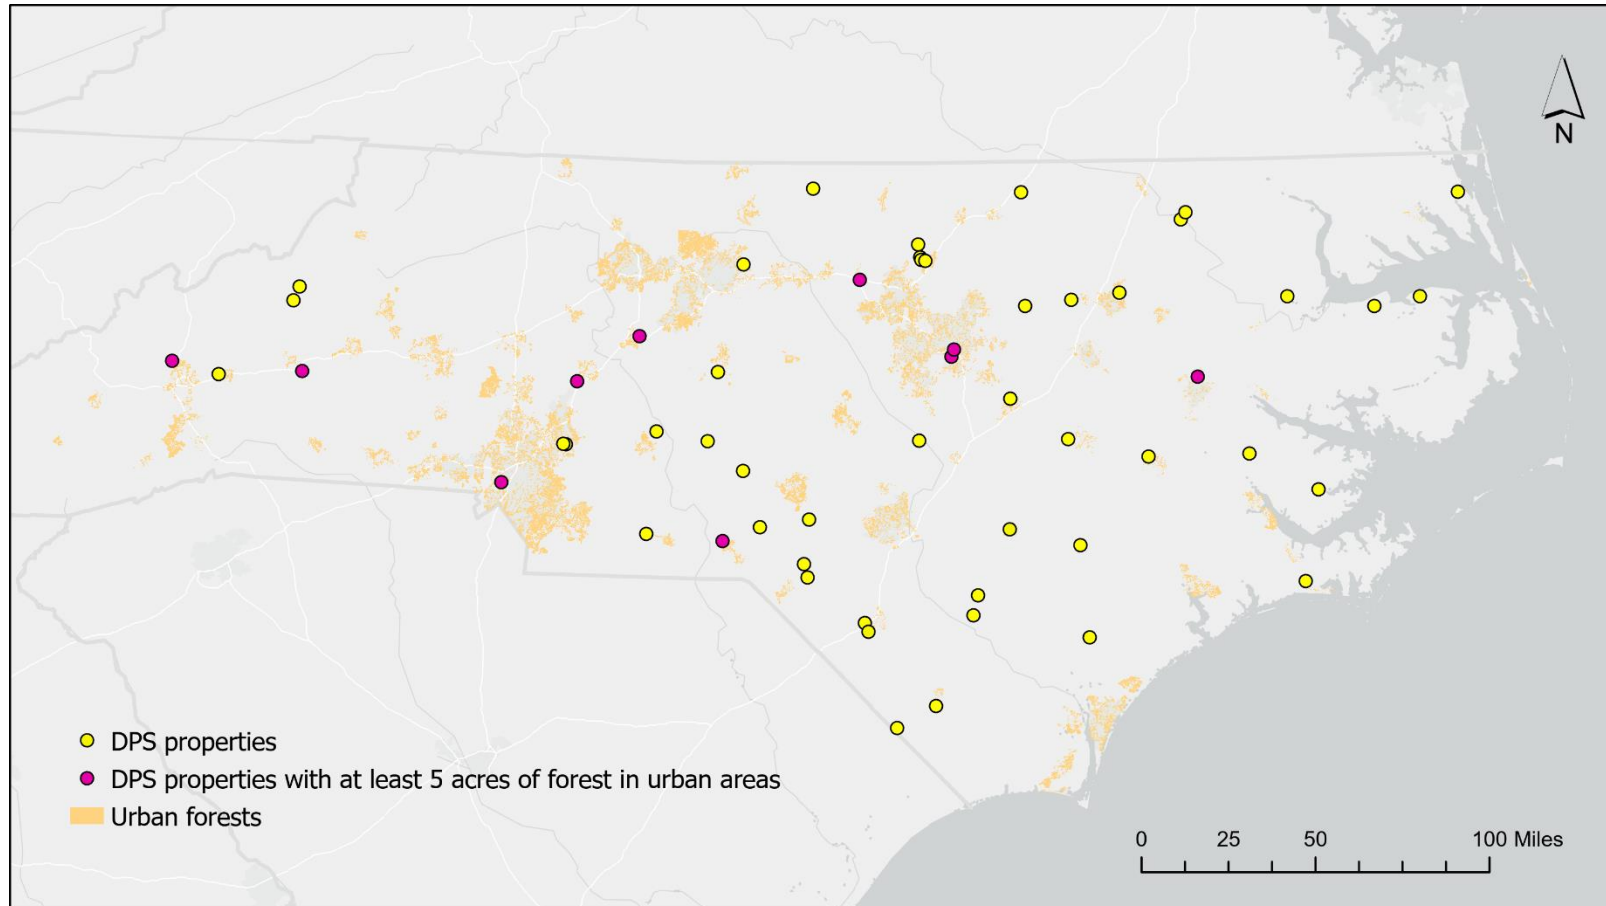 N
DPS properties
DPS properties with at least 5 acres of forest in urban areas
Urban forests
0 25 50 100 Miles